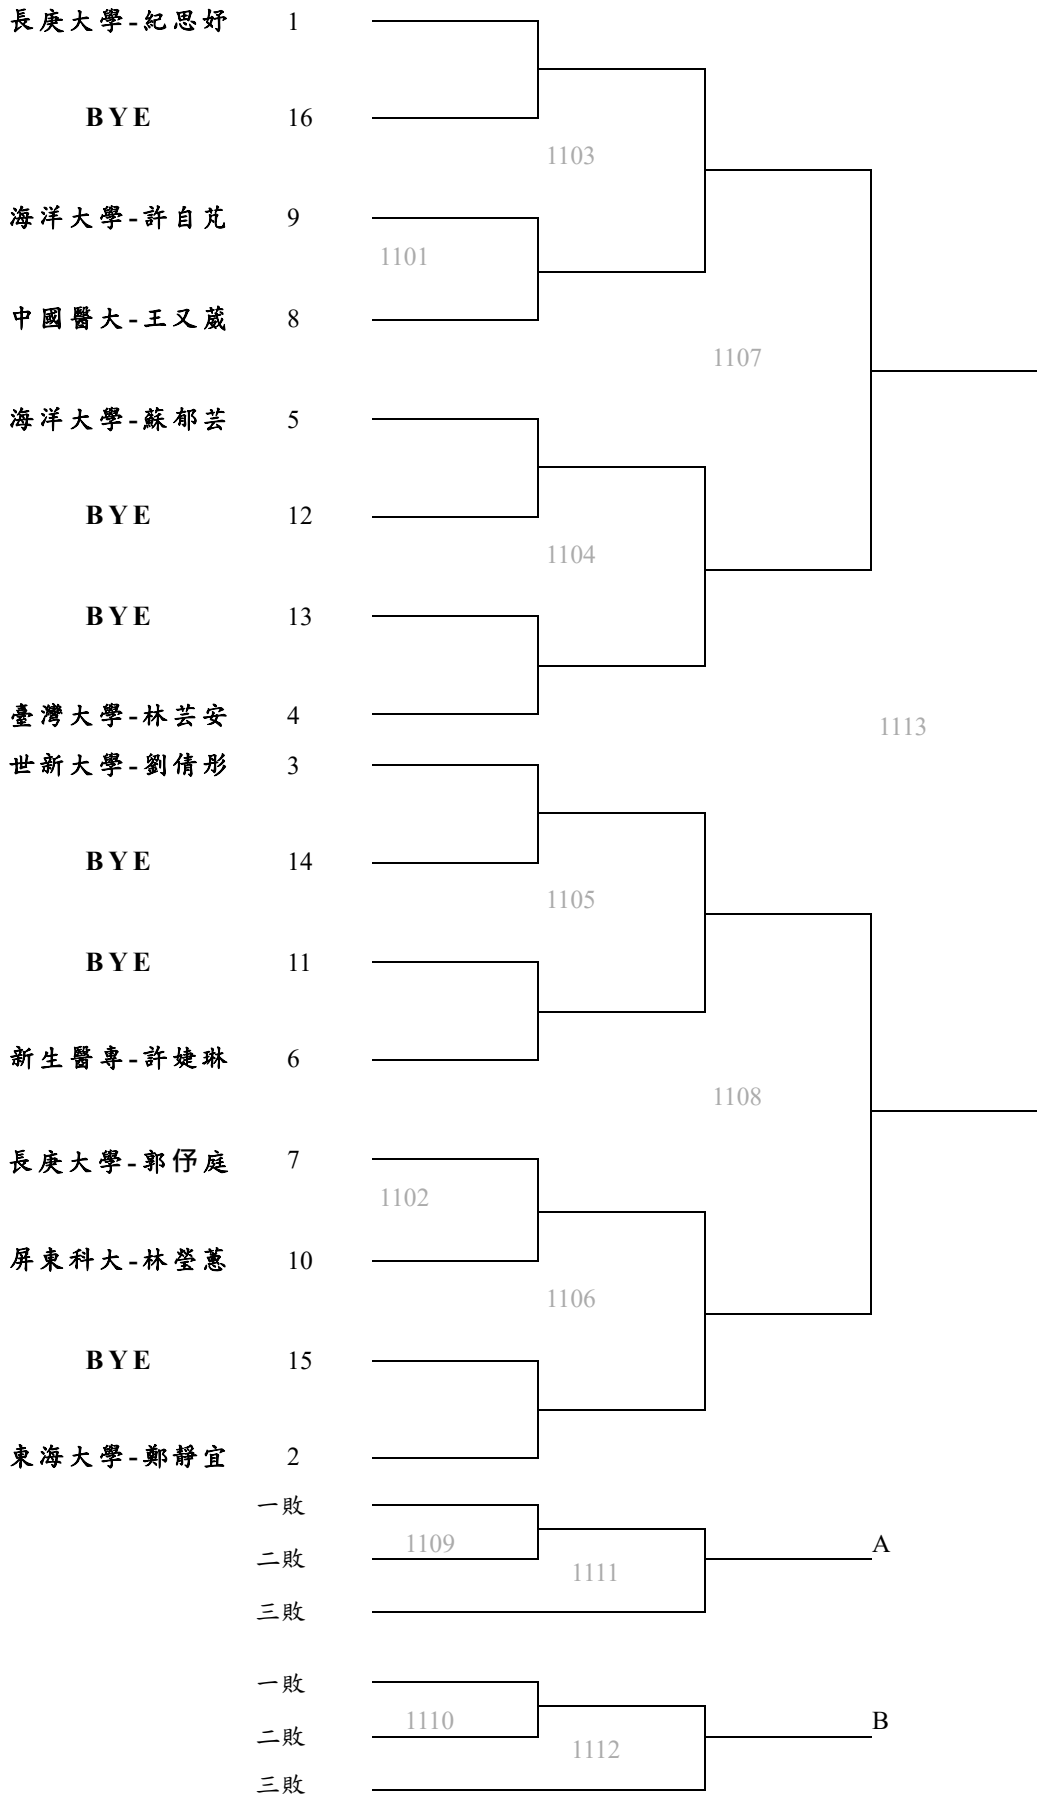 長庚大學-紀思妤 1
BYE 16
1103
海洋大學-許自芃 9
1101
中國醫大-王又葳 8
1107
海洋大學-蘇郁芸 5
BYE 12
1104
BYE 13
臺灣大學-林芸安 4
1113
世新大學-劉倩彤 3
BYE 14
1105
BYE 11
新生醫專-許婕琳 6
1108
長庚大學-郭伃庭 7
1102
屏東科大-林瑩蕙 10
1106
BYE 15
東海大學-鄭靜宜 2
一敗
1109
A
二敗
1111
三敗
一敗
1110
B
二敗
1112
三敗